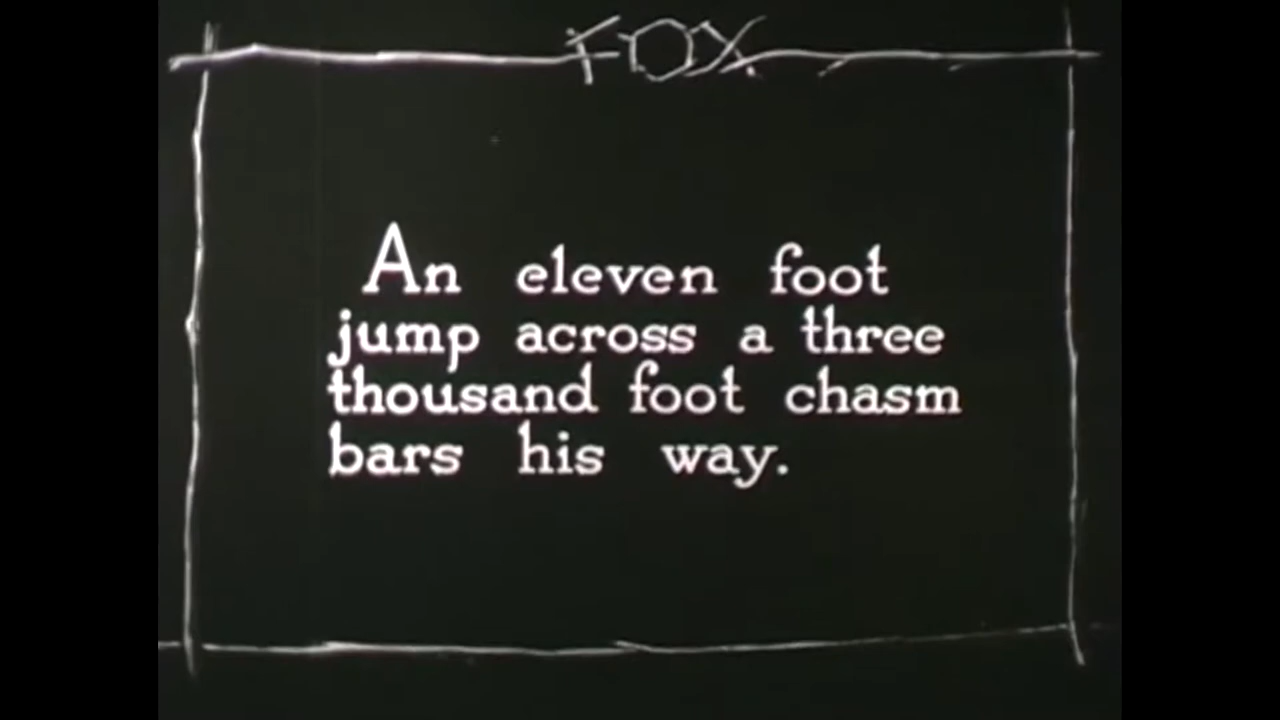 FOX
An eleven foot
jump across a three
thousand foot chasm
bars his way.